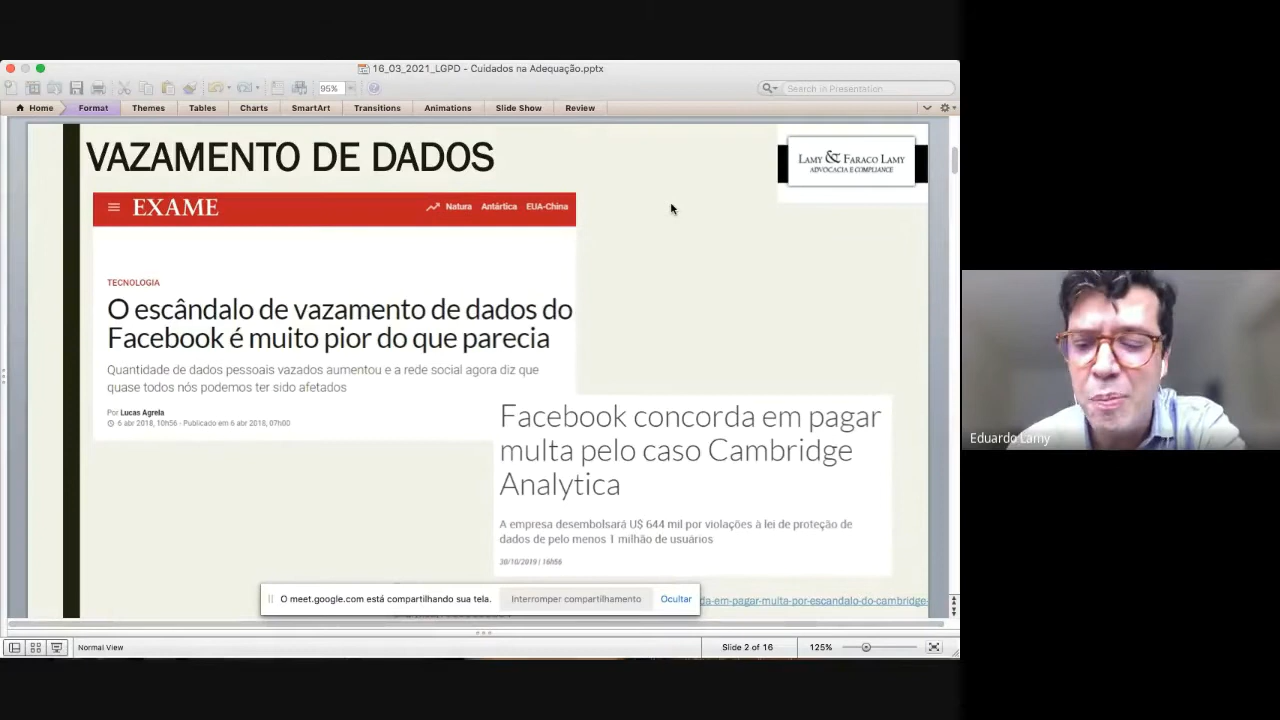 16_03_2021_LGPD - Cuidados na Adequação.pptx
95%
Search in Presentation
Home Format Themes Tables Charts SmartArt Transitions Animations Slide Show Review
VAZAMENTO DE DADOS
LAMY & FARACO LAMY
ADVOCACIA E COMPLIANCE
EXAME
Natura Antártica EUA-China
TECNOLOGIA
O escândalo de vazamento de dados do
Facebook é muito pior do que parecia
Quantidade de dados pessoais vazados aumentou e a rede social agora diz que
quase todos nós podemos ter sido afetados
Por Lucas Agrela
6 abr 2018, 10h56 - Publicado em 6 abr 2018, 07h00
Facebook concorda em pagar
multa pelo caso Cambridge
Analytica
A empresa desembolsará U$ 644 mil por violações à lei de proteção de
dados de pelo menos 1 milhão de usuários
30/10/2019 | 16h56
Eduardo Lamy
O meet.google.com está compartilhando sua tela. Interromper compartilhamento Ocultar
da-em-pagar-multa-por-escandalo-do-cambridge-
Normal View
Slide 2 of 16
125%